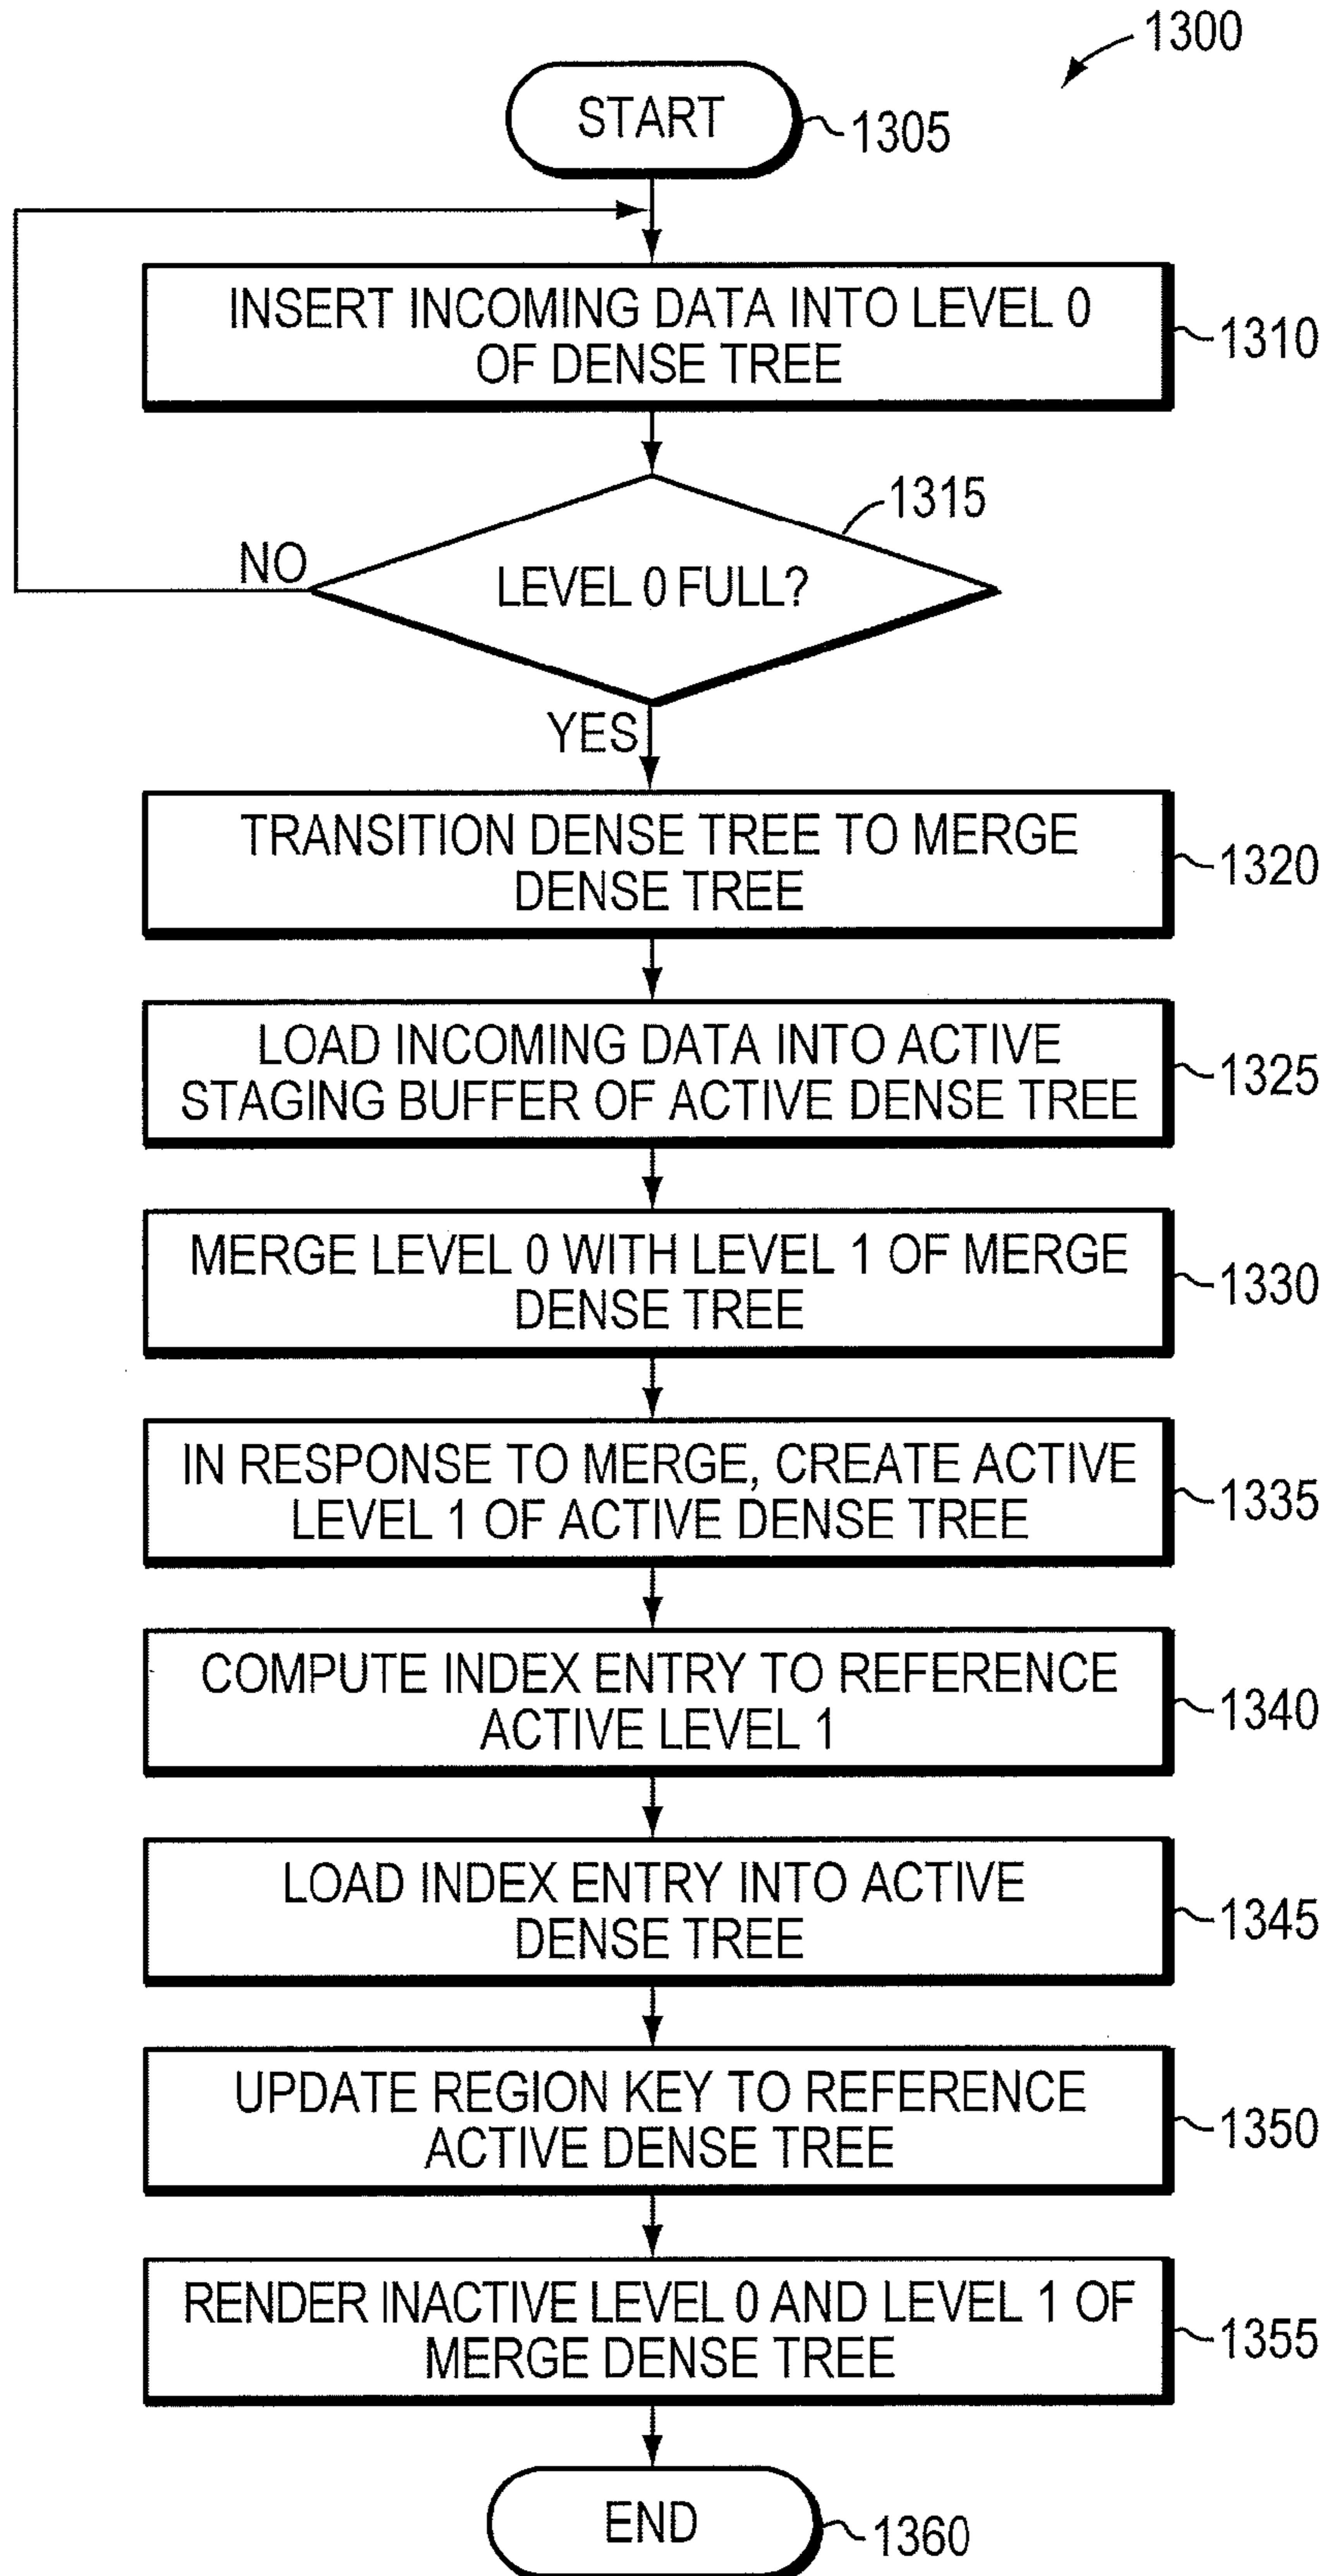 1300
START
1305
INSERT INCOMING DATA INTO LEVEL 0
OF DENSE TREE
1310
1315
LEVEL 0 FULL?
NO
YES
TRANSITION DENSE TREE TO MERGE
DENSE TREE
1320
LOAD INCOMING DATA INTO ACTIVE
STAGING BUFFER OF ACTIVE DENSE TREE
1325
MERGE LEVEL 0 WITH LEVEL 1 OF MERGE
DENSE TREE
1330
IN RESPONSE TO MERGE, CREATE ACTIVE
LEVEL 1 OF ACTIVE DENSE TREE
1335
COMPUTE INDEX ENTRY TO REFERENCE
ACTIVE LEVEL 1
1340
LOAD INDEX ENTRY INTO ACTIVE
DENSE TREE
1345
UPDATE REGION KEY TO REFERENCE
ACTIVE DENSE TREE
1350
RENDER INACTIVE LEVEL 0 AND LEVEL 1 OF
MERGE DENSE TREE
1355
END
1360